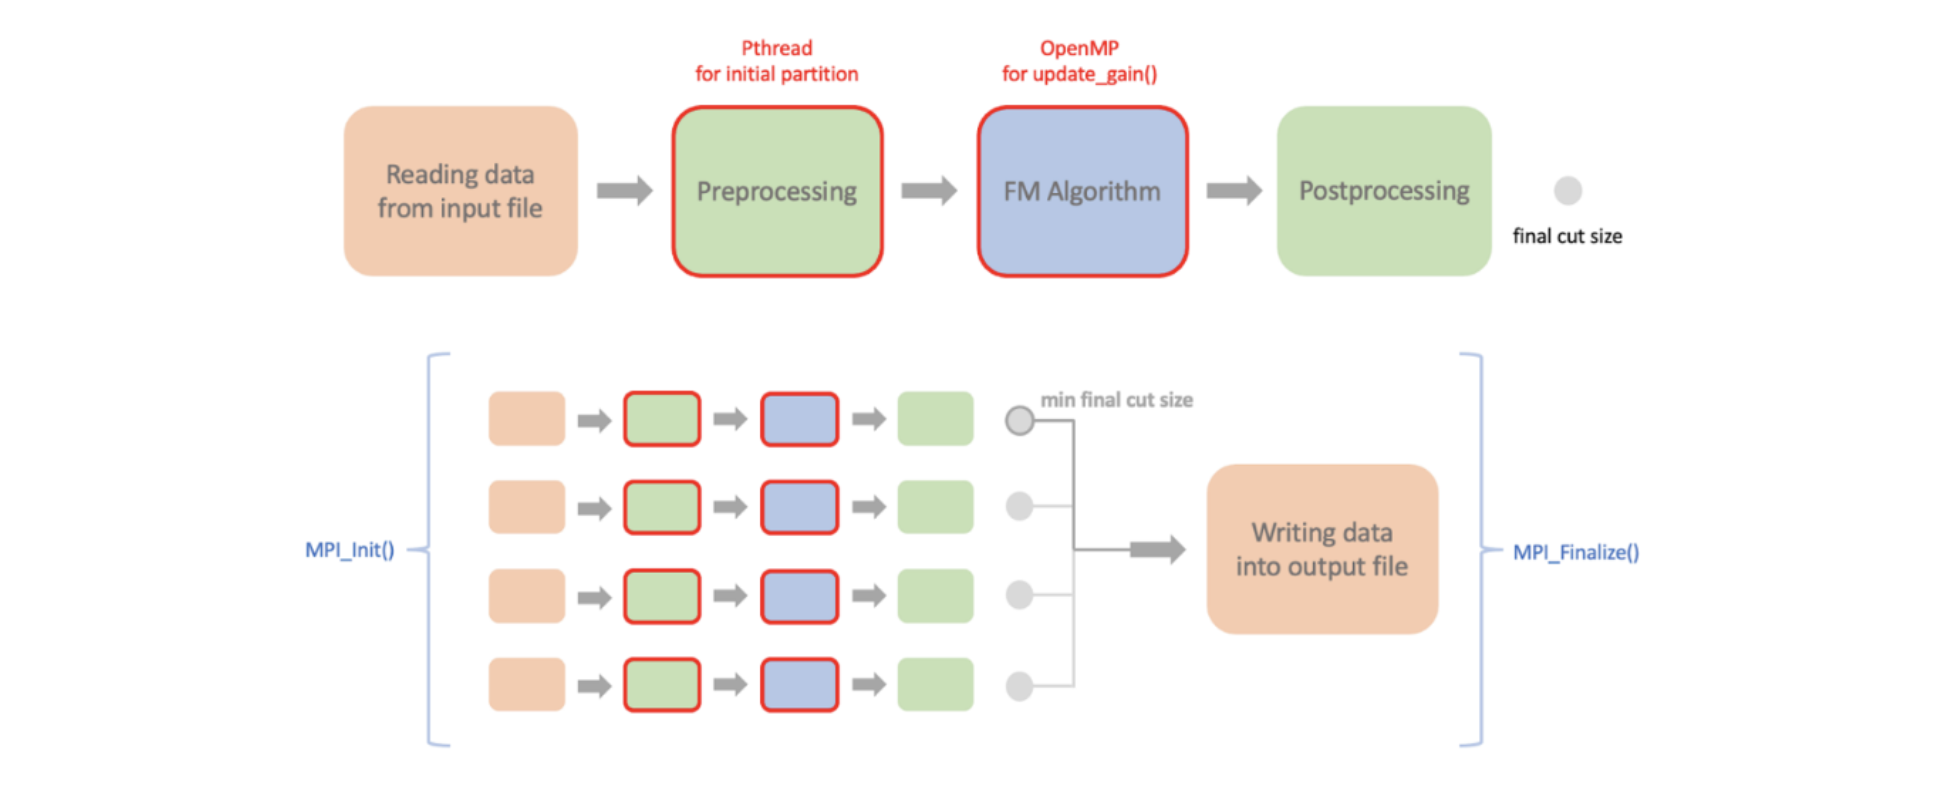 Pthread
for initial partition
OpenMP
for update_gain()
Reading data
from input file
Preprocessing
FM Algorithm
Postprocessing
final cut size
min final cut size
MPI_Init()
Writing data
into output file
MPI_Finalize()